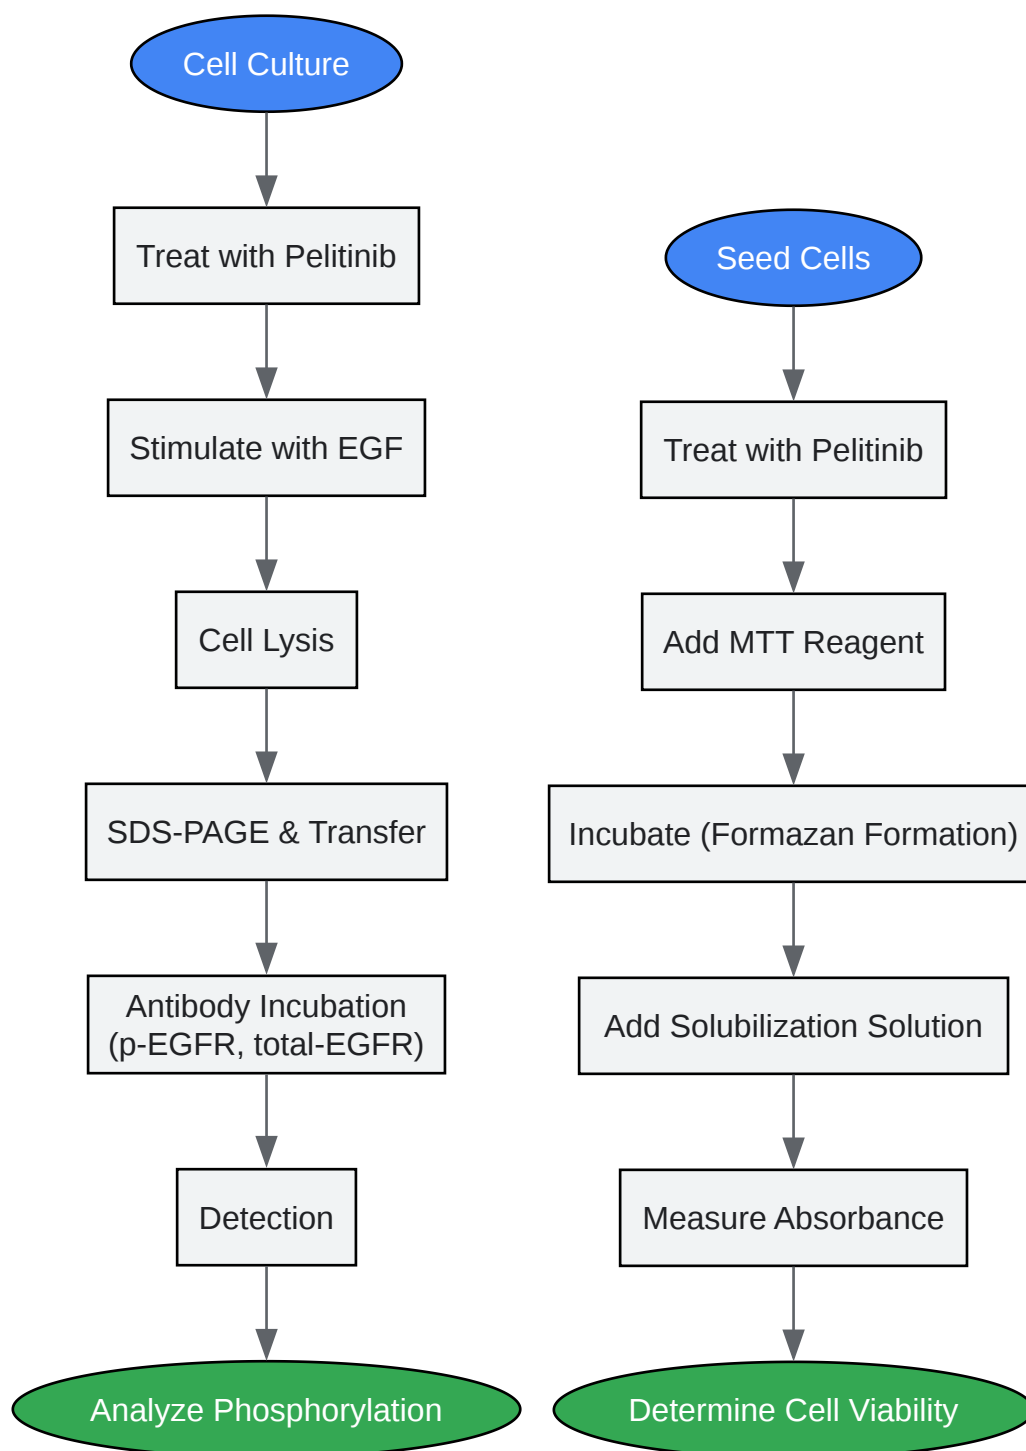 Cell Culture
Treat with Pelitinib
Stimulate with EGF
Cell Lysis
SDS-PAGE & Transfer
Antibody Incubation
(p-EGFR, total-EGFR)
Detection
Analyze Phosphorylation
Seed Cells
Treat with Pelitinib
Add MTT Reagent
Incubate (Formazan Formation)
Add Solubilization Solution
Measure Absorbance
Determine Cell Viability